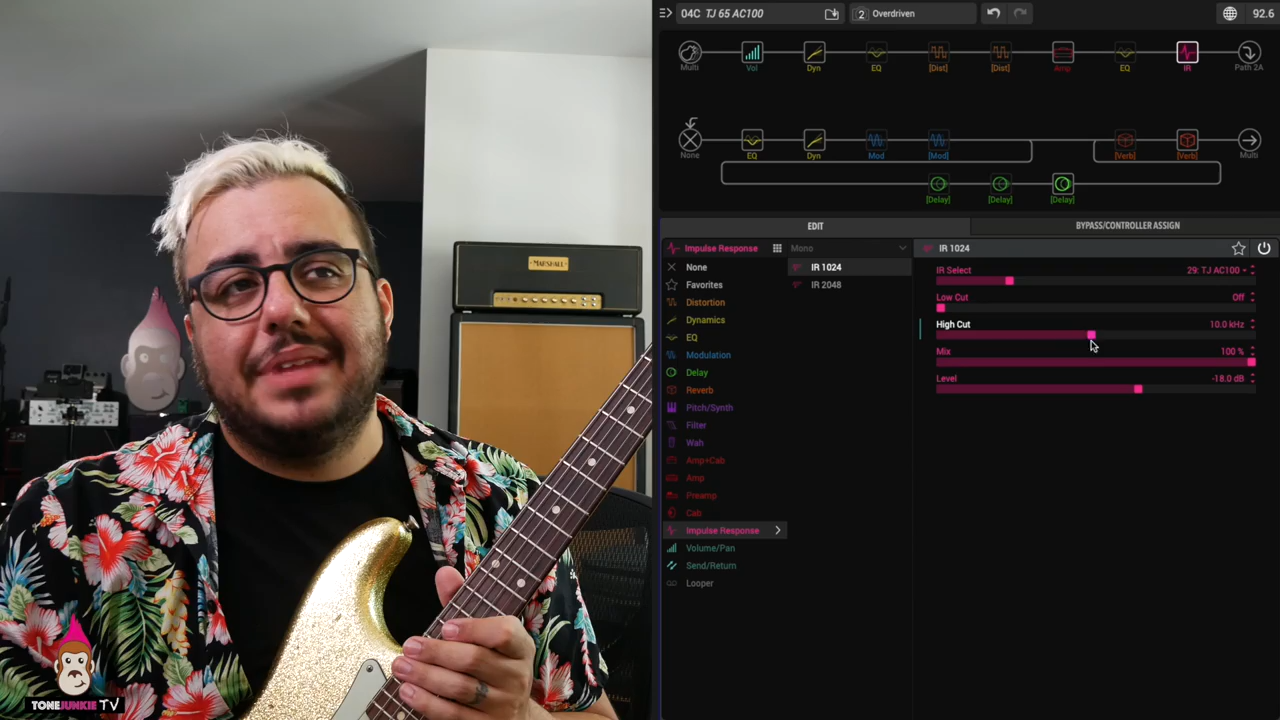 04C TJ 65 AC100
2 Overdriven
92.6
Multi
Vol
Dyn
EQ
[Dist]
[Dist]
Amp
EQ
IR
Path 2A
None
EQ
Dyn
Mod
[Mod]
[Verb]
[Verb]
Multi
[Delay]
[Delay]
[Delay]
EDIT
BYPASS/CONTROLLER ASSIGN
Impulse Response
Mono
IR 1024
None
Favorites
Distortion
Dynamics
EQ
Modulation
Delay
Reverb
Pitch/Synth
Filter
Wah
Amp+Cab
Amp
Preamp
Cab
Impulse Response
Volume/Pan
Send/Return
Looper
IR 1024
IR 2048
IR Select 29: TJ AC100 -
Low Cut Off
High Cut 10.0 kHz
Mix 100 %
Level -18.0 dB
MARSHALL
TONEJUNKIE TV